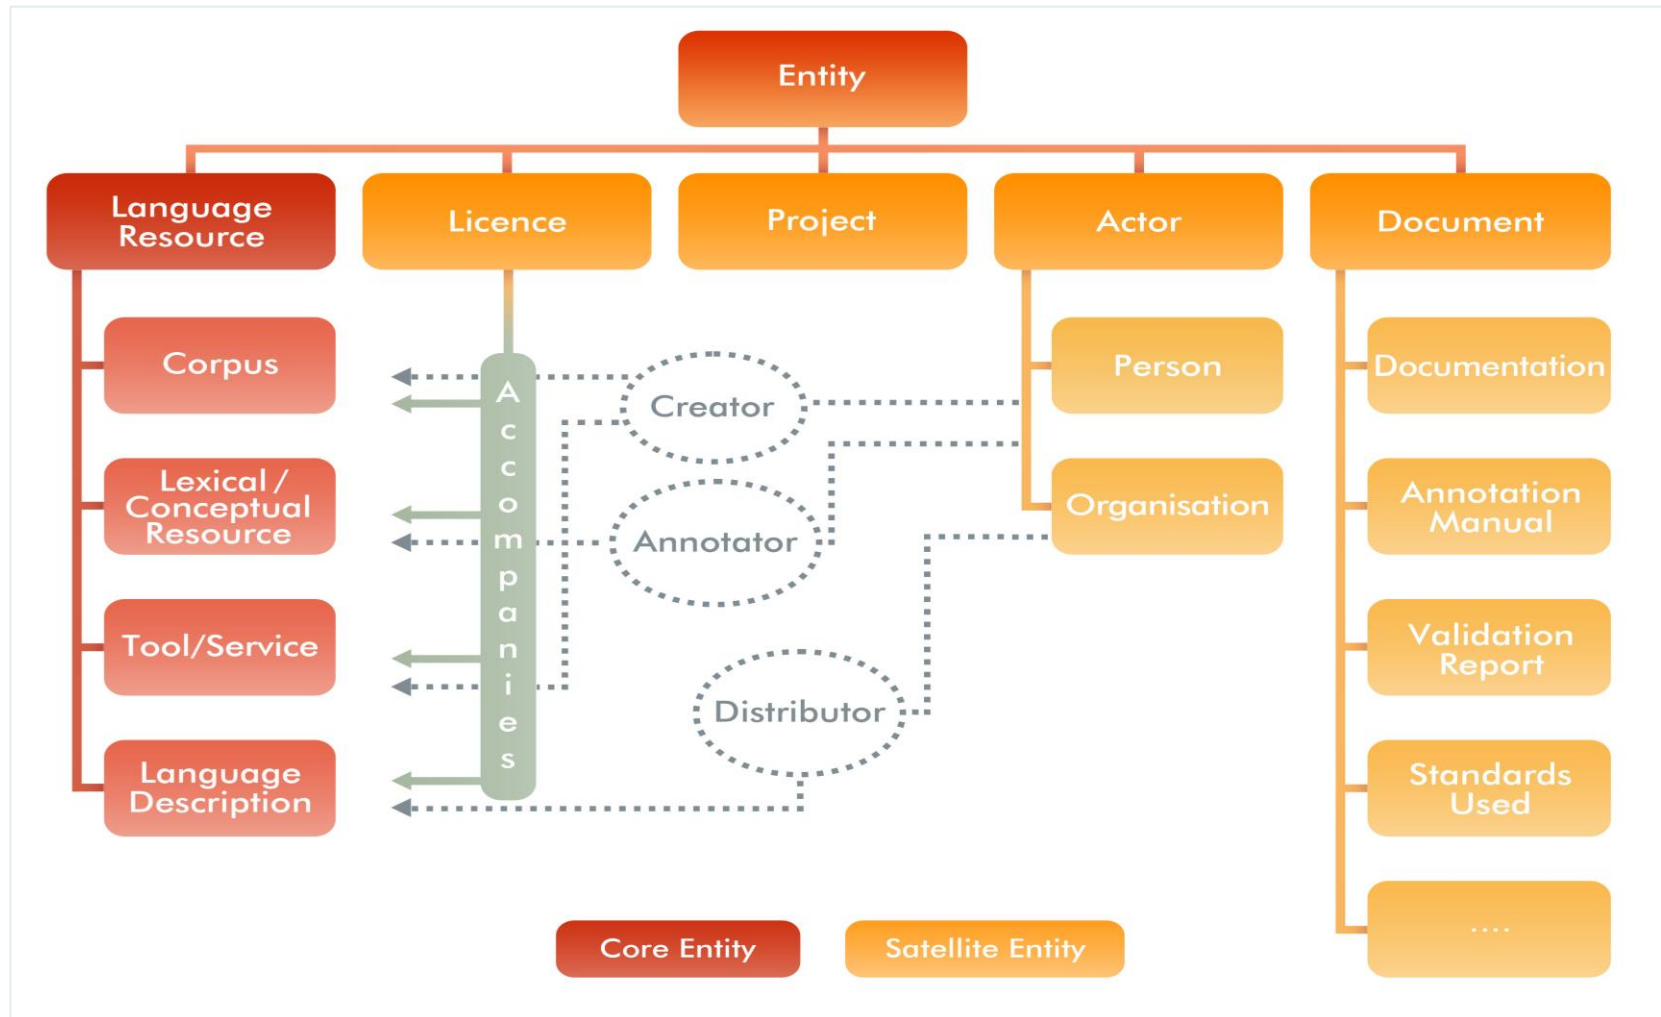 Entity
Language
Resource
Licence
Project
Actor
Document
Corpus
Lexical /
Conceptual
Resource
Tool/Service
Language
Description
Accompanies
Creator
Annotator
Distributor
Person
Organisation
Documentation
Annotation
Manual
Validation
Report
Standards
Used
....
Core Entity
Satellite Entity